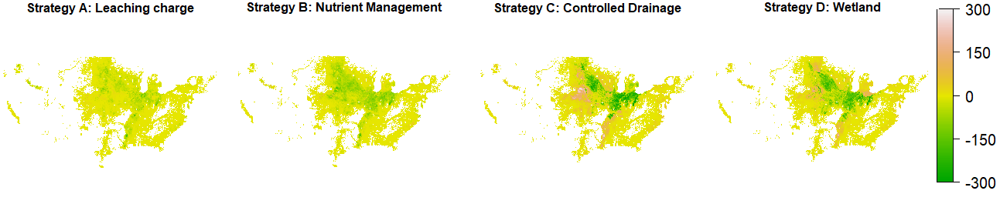 Strategy A: Leaching charge
Strategy B: Nutrient Management
Strategy C: Controlled Drainage
Strategy D: Wetland
300
150
0
-150
-300